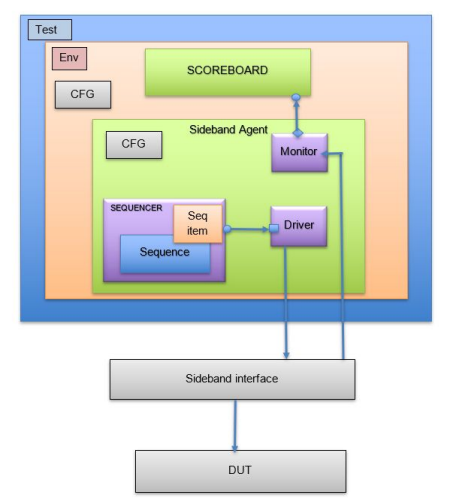 Test
Env
SCOREBOARD
CFG
Sideband Agent
CFG
Monitor
SEQUENCER
Seq
item
Driver
Sequence
Sideband interface
DUT